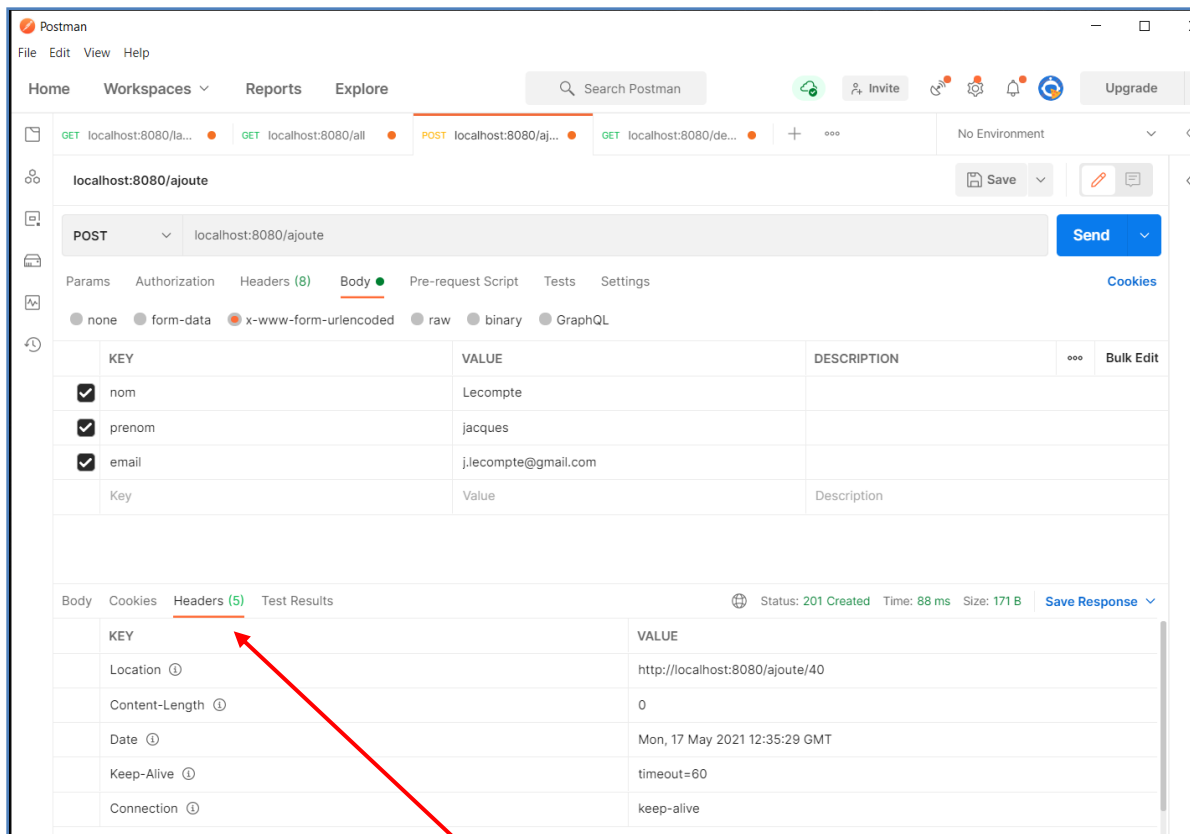 Postman
File Edit View Help
Home Workspaces Reports Explore Search Postman Invite Upgrade
GET localhost:8080/la... GET localhost:8080/all POST localhost:8080/aj... GET localhost:8080/de... No Environment
localhost:8080/ajoute Save
POST localhost:8080/ajoute Send
Params Authorization Headers (8) Body Pre-request Script Tests Settings Cookies
none form-data x-www-form-urlencoded raw binary GraphQL
KEY VALUE DESCRIPTION Bulk Edit
nom Lecompte
prenom jacques
email j.lecompte@gmail.com
Key Value Description
Body Cookies Headers (5) Test Results Status: 201 Created Time: 88 ms Size: 171 B Save Response
KEY VALUE
Location http://localhost:8080/ajoute/40
Content-Length 0
Date Mon, 17 May 2021 12:35:29 GMT
Keep-Alive timeout=60
Connection keep-alive